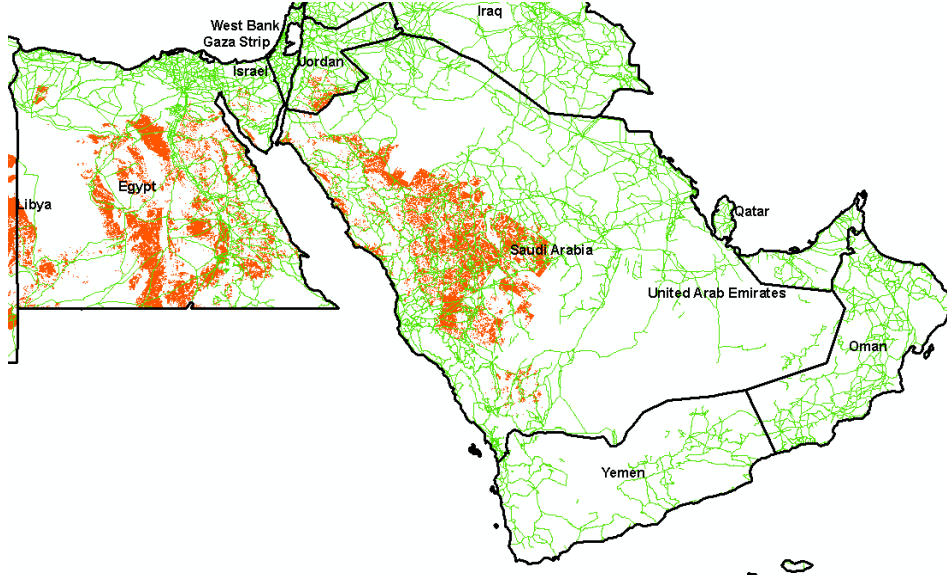 Iraq
West Bank
Gaza Strip
Israel
Jordan
Egypt
Libya
Qatar
Saudi Arabia
United Arab Emirates
Oman
Yemen